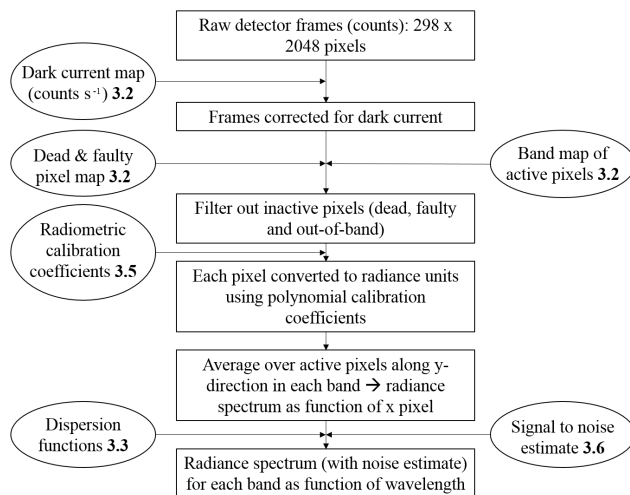 Raw detector frames (counts): 298 x
2048 pixels
Dark current map
(counts s⁻¹) 3.2
Frames corrected for dark current
Dead & faulty
pixel map 3.2
Band map of
active pixels 3.2
Filter out inactive pixels (dead, faulty
and out-of-band)
Radiometric
calibration
coefficients 3.5
Each pixel converted to radiance units
using polynomial calibration
coefficients
Average over active pixels along y-
direction in each band → radiance
spectrum as function of x pixel
Dispersion
functions 3.3
Signal to noise
estimate 3.6
Radiance spectrum (with noise estimate)
for each band as function of wavelength